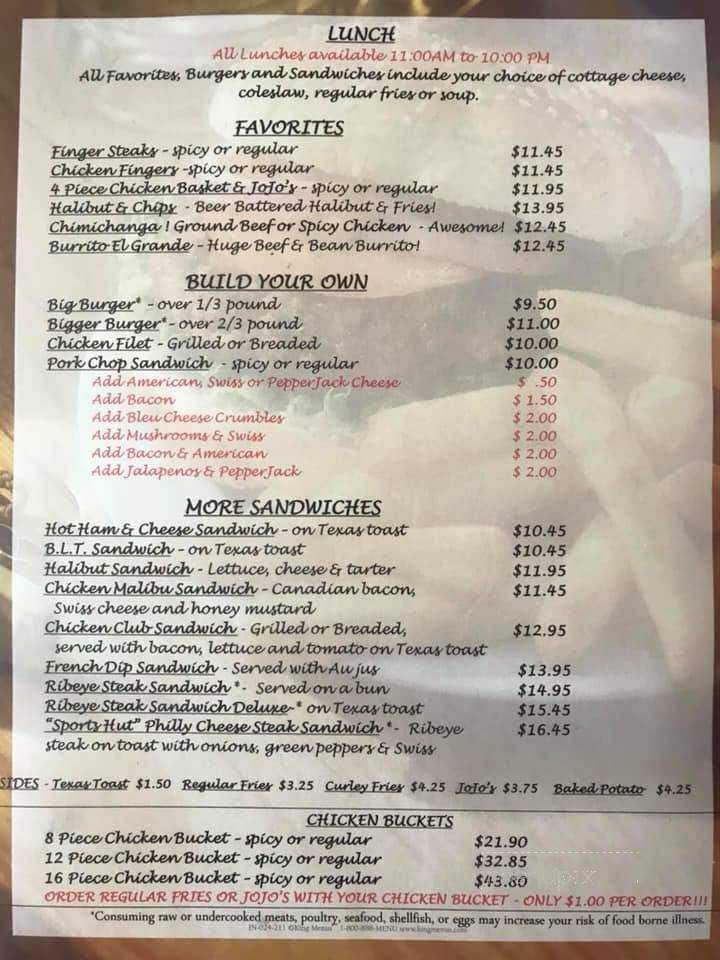 LUNCH
All Lunches available 11:00AM to 10:00 PM
All Favorites, Burgers and Sandwiches include your choice of cottage cheese,
coleslaw, regular fries or soup.
FAVORITES
Finger Steaks - spicy or regular $11.45
Chicken Fingers -spicy or regular $11.45
4 Piece Chicken Basket & JoJo's - spicy or regular $11.95
Halibut & Chips - Beer Battered Halibut & Fries! $13.95
Chimichanga ! Ground Beef or Spicy Chicken - Awesome! $12.45
Burrito El Grande - Huge Beef & Bean Burrito! $12.45
BUILD YOUR OWN
Big Burger* - over 1/3 pound $9.50
Bigger Burger* - over 2/3 pound $11.00
Chicken Filet - Grilled or Breaded $10.00
Pork Chop Sandwich - spicy or regular $10.00
Add American, Swiss or PepperJack Cheese $ .50
Add Bacon $ 1.50
Add Bleu Cheese Crumbles $ 2.00
Add Mushrooms & Swiss $ 2.00
Add Bacon & American $ 2.00
Add Jalapenos & PepperJack $ 2.00
MORE SANDWICHES
Hot Ham & Cheese Sandwich - on Texas toast $10.45
B.L.T. Sandwich - on Texas toast $10.45
Halibut Sandwich - Lettuce, cheese & tarter $11.95
Chicken Malibu Sandwich - Canadian bacon, $11.45
Swiss cheese and honey mustard
Chicken Club Sandwich - Grilled or Breaded, $12.95
served with bacon, lettuce and tomato on Texas toast
French Dip Sandwich - Served with Au jus $13.95
Ribeye Steak Sandwich *- Served on a bun $14.95
Ribeye Steak Sandwich Deluxe-* on Texas toast $15.45
"Sports Hut" Philly Cheese Steak Sandwich *- Ribeye $16.45
steak on toast with onions, green peppers & Swiss
SIDES - Texas Toast $1.50 Regular Fries $3.25 Curley Fries $4.25 JoJo's $3.75 Baked Potato $4.25
CHICKEN BUCKETS
8 Piece Chicken Bucket - spicy or regular $21.90
12 Piece Chicken Bucket - spicy or regular $32.85
16 Piece Chicken Bucket - spicy or regular $43.80
ORDER REGULAR FRIES OR JOJO'S WITH YOUR CHICKEN BUCKET - ONLY $1.00 PER ORDER!!!
*Consuming raw or undercooked meats, poultry, seafood, shellfish, or eggs may increase your risk of food borne illness.
IN-024-211 ©King Menus 1-800-898-MENU www.kingmenus.com